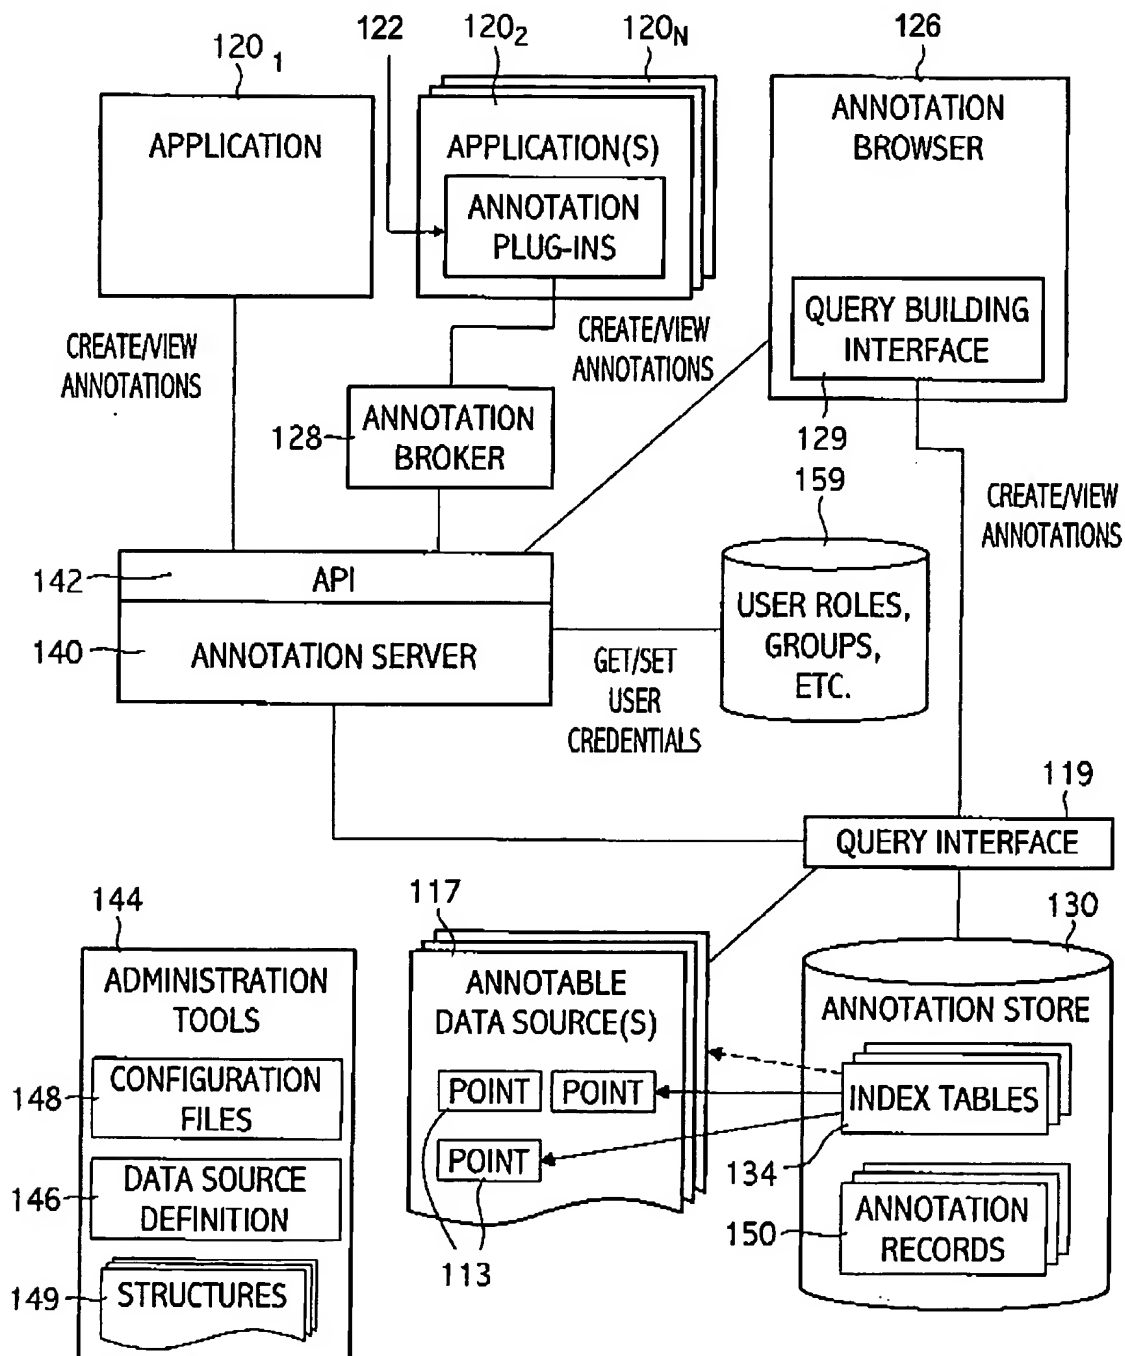 120₁
122
120₂
120N
126
APPLICATION
APPLICATION(S)
ANNOTATION
PLUG-INS
ANNOTATION
BROWSER
QUERY BUILDING
INTERFACE
CREATE/VIEW
ANNOTATIONS
CREATE/VIEW
ANNOTATIONS
128
ANNOTATION
BROKER
129
159
CREATE/VIEW
ANNOTATIONS
142
API
140
ANNOTATION SERVER
GET/SET
USER
CREDENTIALS
USER ROLES,
GROUPS,
ETC.
119
QUERY INTERFACE
144
ADMINISTRATION
TOOLS
148
CONFIGURATION
FILES
146
DATA SOURCE
DEFINITION
149
STRUCTURES
117
ANNOTABLE
DATA SOURCE(S)
POINT
POINT
POINT
113
130
ANNOTATION STORE
INDEX TABLES
134
150
ANNOTATION
RECORDS